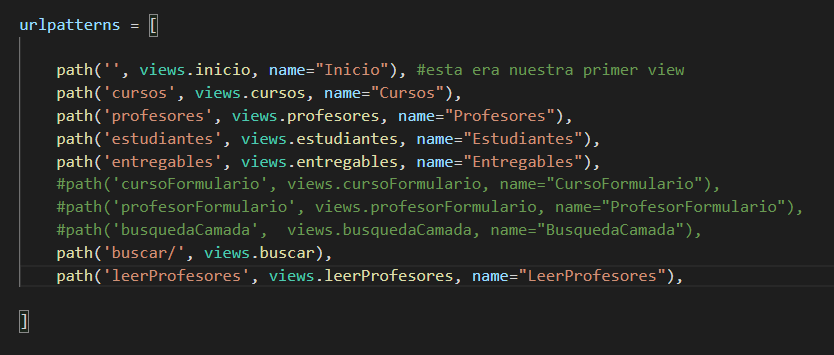 urlpatterns = [
path('', views.inicio, name="Inicio"), #esta era nuestra primer view
path('cursos', views.cursos, name="Cursos"),
path('profesores', views.profesores, name="Profesores"),
path('estudiantes', views.estudiantes, name="Estudiantes"),
path('entregables', views.entregables, name="Entregables"),
#path('cursoFormulario', views.cursoFormulario, name="CursoFormulario"),
#path('profesorFormulario', views.profesorFormulario, name="ProfesorFormulario"),
#path('busquedaCamada',  views.busquedaCamada, name="BusquedaCamada"),
path('buscar/', views.buscar),
path('leerProfesores', views.leerProfesores, name="LeerProfesores"),
]